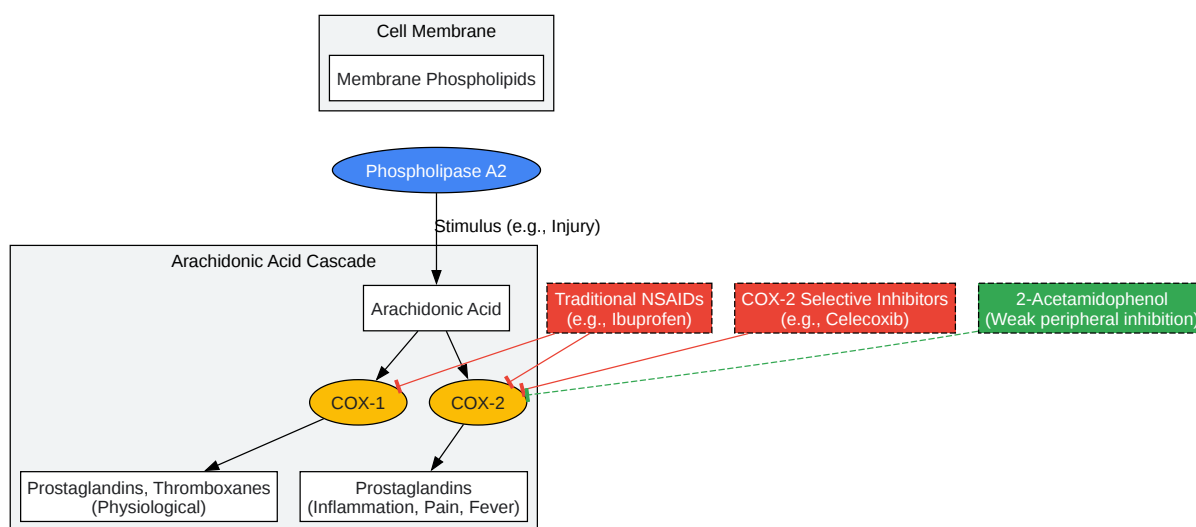 Cell Membrane
Membrane Phospholipids
Phospholipase A2
Stimulus (e.g., Injury)
Arachidonic Acid Cascade
Arachidonic Acid
Traditional NSAIDs
(e.g., Ibuprofen)
COX-2 Selective Inhibitors
(e.g., Celecoxib)
2-Acetamidophenol
(Weak peripheral inhibition)
COX-1
COX-2
Prostaglandins, Thromboxanes
(Physiological)
Prostaglandins
(Inflammation, Pain, Fever)